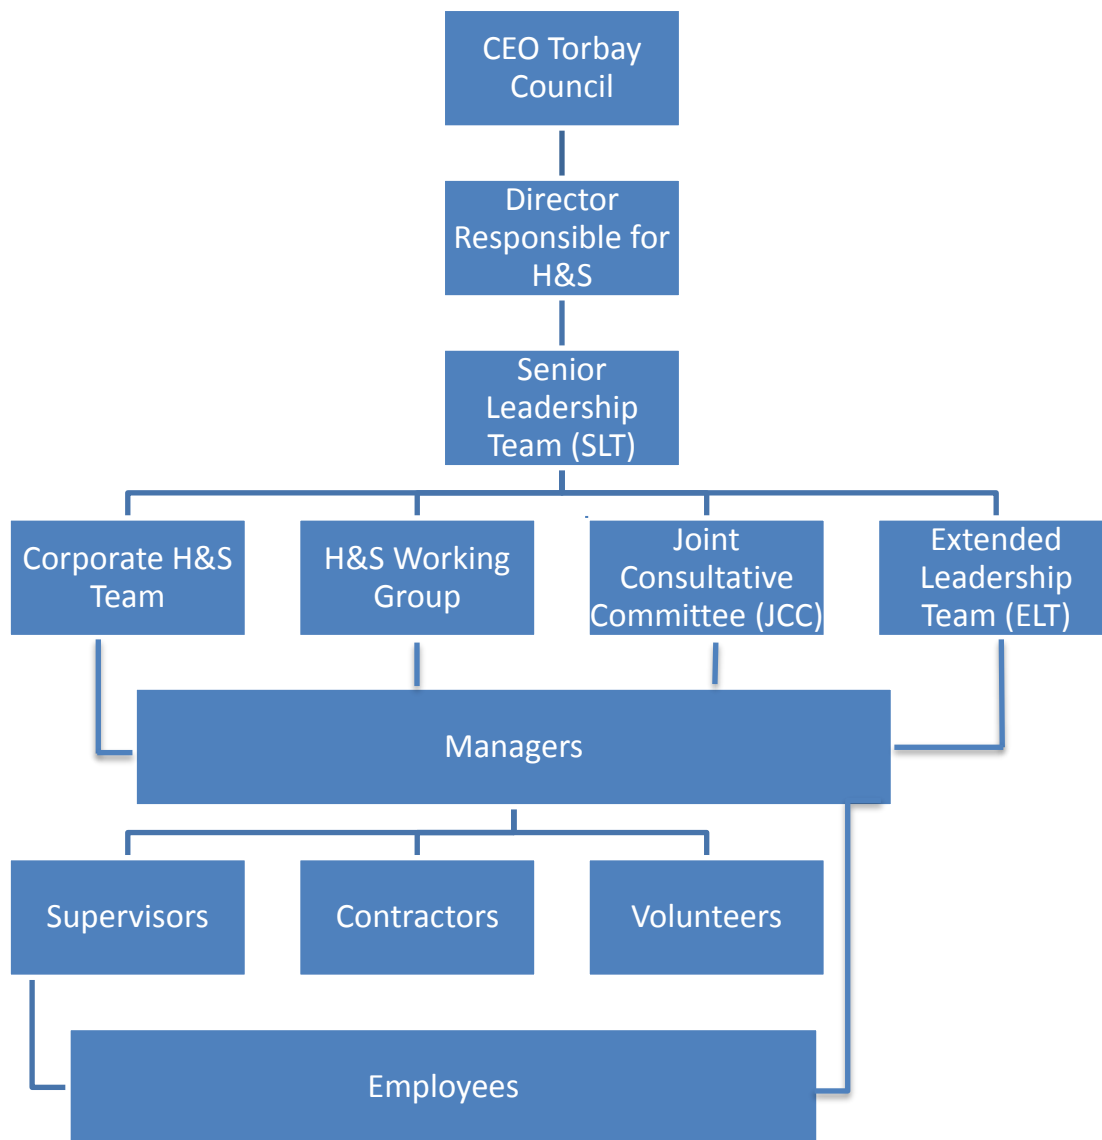 CEO Torbay
Council
Director
Responsible for
H&S
Senior
Leadership
Team (SLT)
Corporate H&S
Team
H&S Working
Group
Joint
Consultative
Committee (JCC)
Extended
Leadership
Team (ELT)
Managers
Supervisors
Contractors
Volunteers
Employees